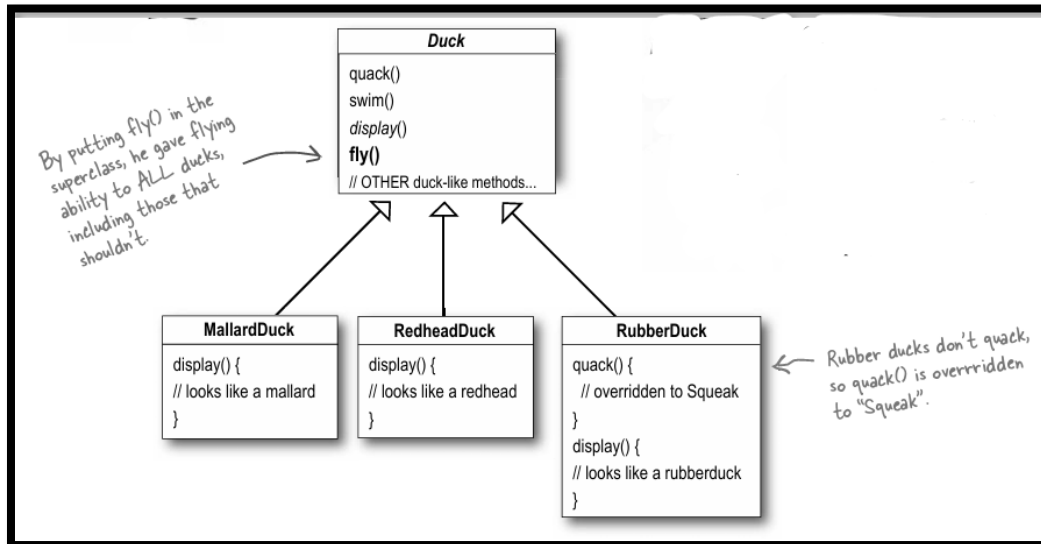 Duck
quack()
swim()
display()
fly()
// OTHER duck-like methods...
By putting fly() in the
superclass, he gave flying
ability to ALL ducks,
including those that
shouldn't.
MallardDuck
display() {
// looks like a mallard
}
RedheadDuck
display() {
// looks like a redhead
}
RubberDuck
quack() {
// overridden to Squeak
}
display() {
// looks like a rubberduck
}
Rubber ducks don't quack,
so quack() is overrridden
to "Squeak".